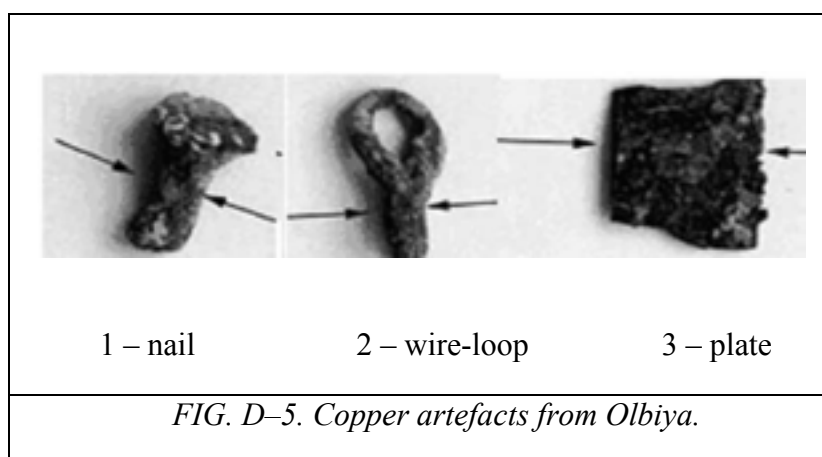 1 – nail 2 – wire-loop 3 – plate
FIG. D–5. Copper artefacts from Olbiya.